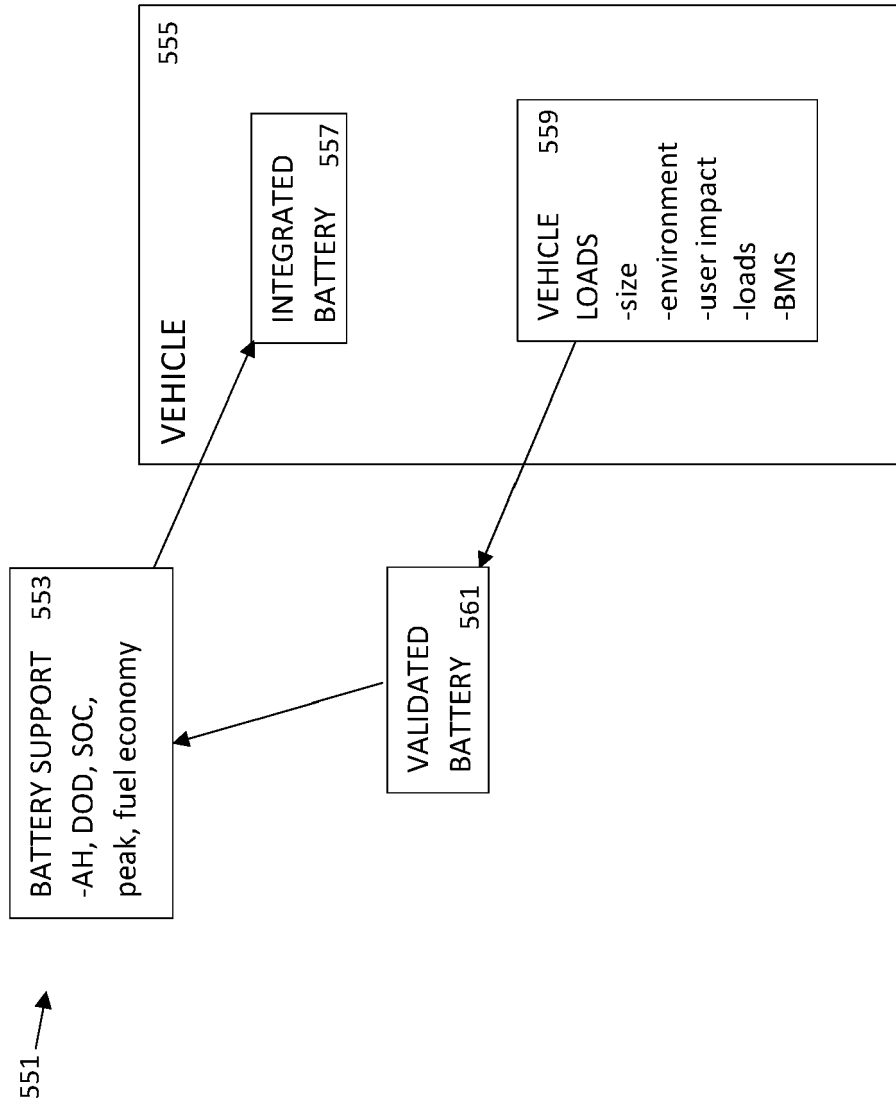 551
BATTERY SUPPORT 553
-AH, DOD, SOC,
peak, fuel economy
VALIDATED
BATTERY 561
VEHICLE 555
INTEGRATED
BATTERY 557
VEHICLE 559
LOADS
-size
-environment
-user impact
-loads
-BMS